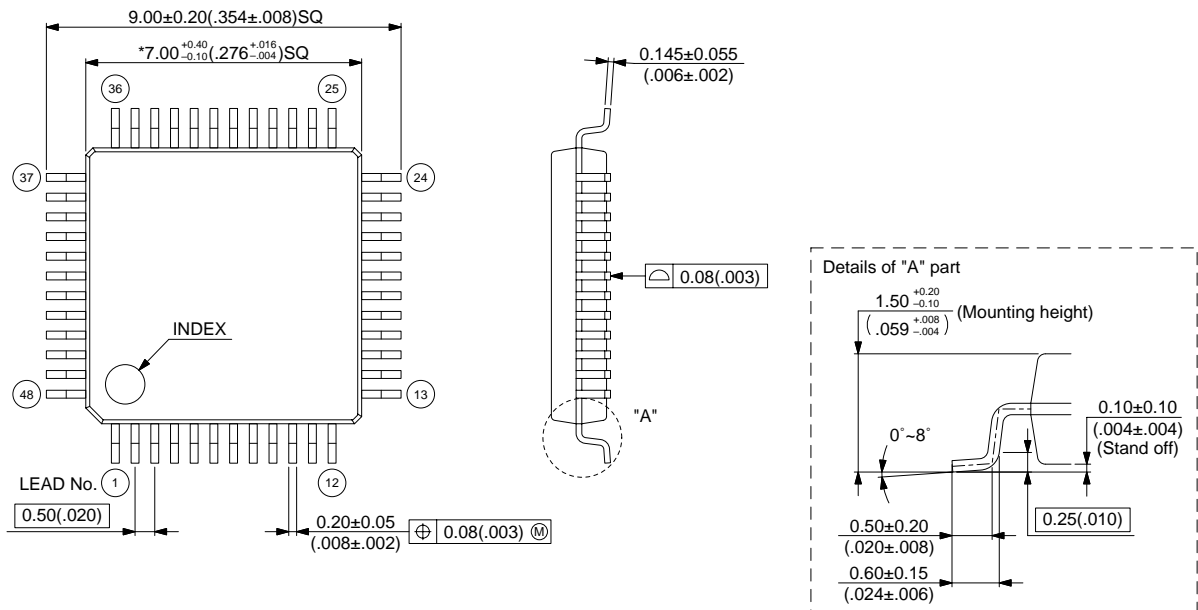 9.00±0.20(.354±.008)SQ
*7.00 +0.40 −0.10 (.276 +.016 −.004 )SQ
0.145±0.055
(.006±.002)
36
25
37
24
INDEX
0.08(.003)
48
13
"A"
LEAD No.
1
12
0.50(.020)
0.20±0.05
(.008±.002)
⌖ 0.08(.003) Ⓜ
Details of "A" part
1.50 +0.20 −0.10
(.059 +.008 −.004 )
(Mounting height)
0.10±0.10
(.004±.004)
(Stand off)
0°~8°
0.50±0.20
(.020±.008)
0.25(.010)
0.60±0.15
(.024±.006)